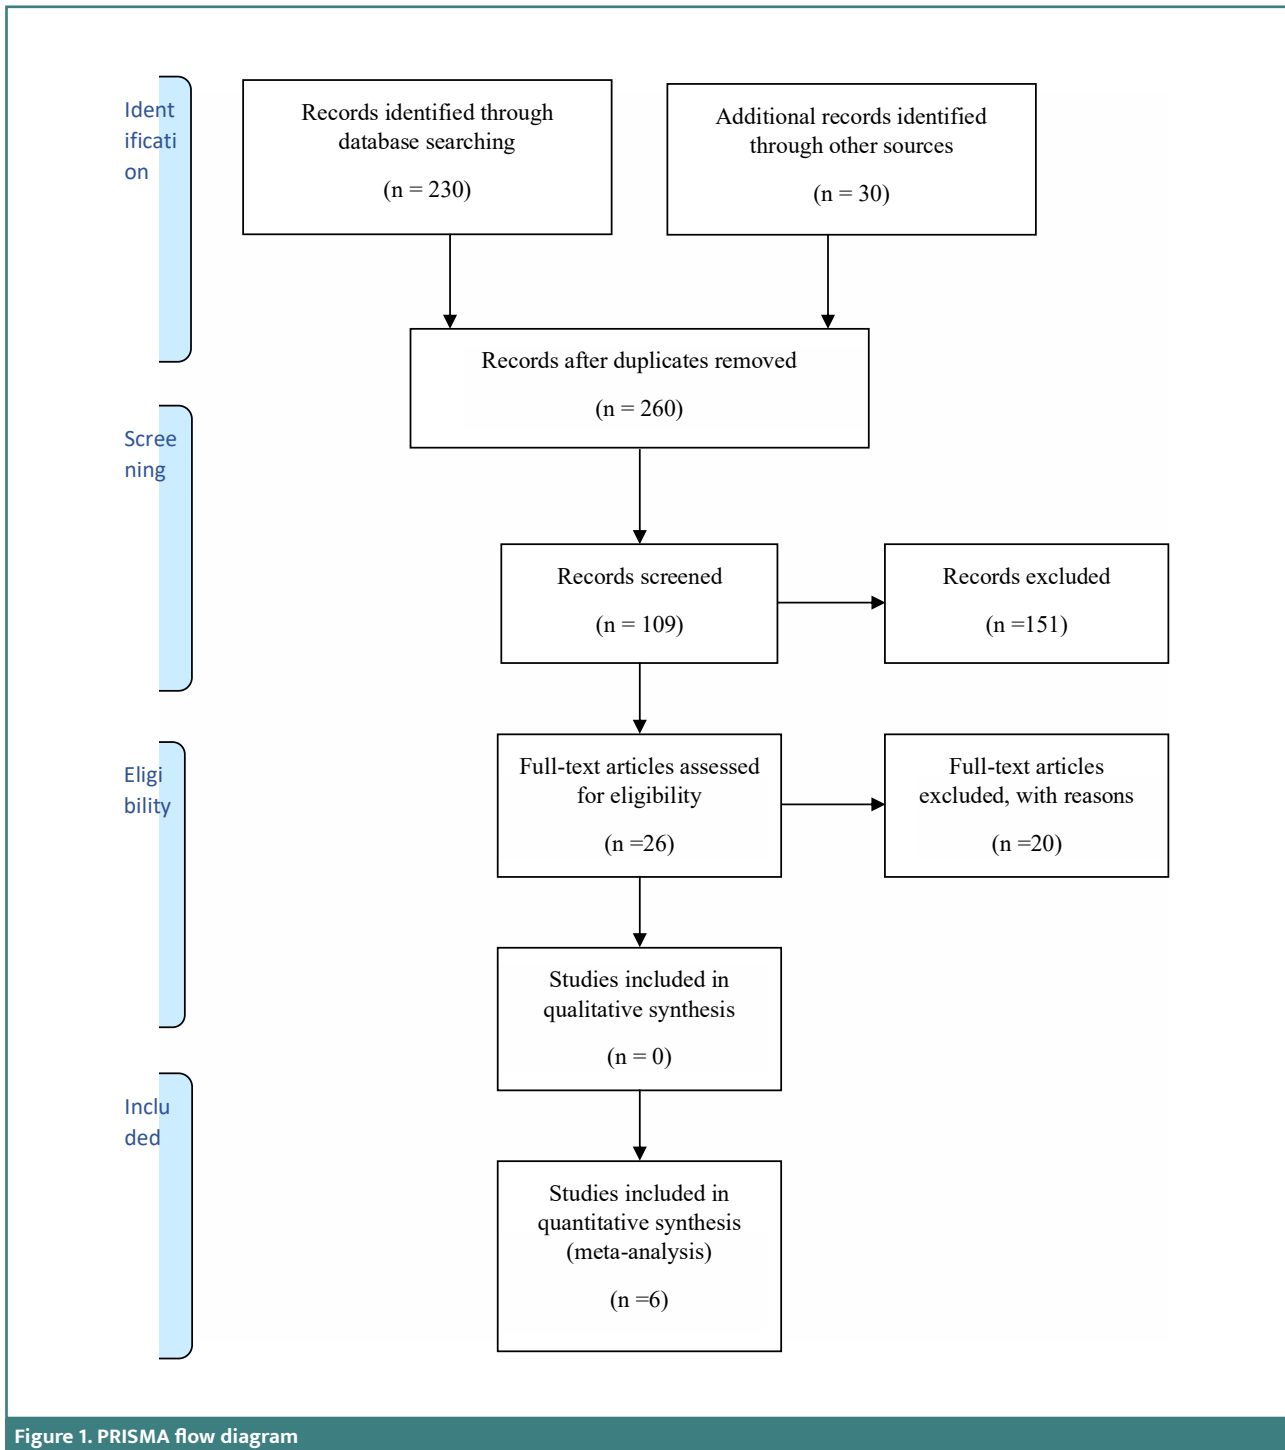 Ident
ificati
on
Records identified through
database searching
(n = 230)
Additional records identified
through other sources
(n = 30)
Records after duplicates removed
(n = 260)
Scree
ning
Records screened
(n = 109)
Records excluded
(n =151)
Eligi
bility
Full-text articles assessed
for eligibility
(n =26)
Full-text articles
excluded, with reasons
(n =20)
Studies included in
qualitative synthesis
(n = 0)
Inclu
ded
Studies included in
quantitative synthesis
(meta-analysis)
(n =6)
Figure 1. PRISMA flow diagram